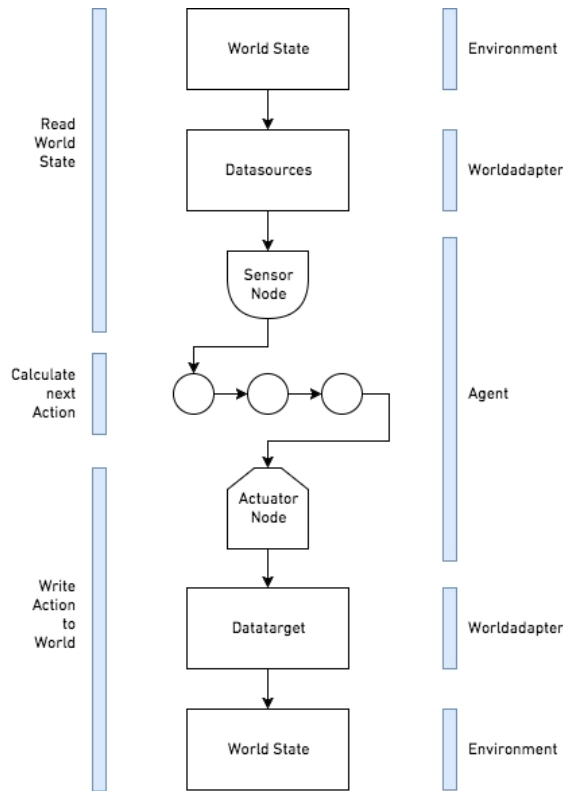 World State
Environment
Read
World
State
Datasources
Worldadapter
Sensor
Node
Calculate
next
Action
Agent
Actuator
Node
Write
Action
to
World
Datatarget
Worldadapter
World State
Environment